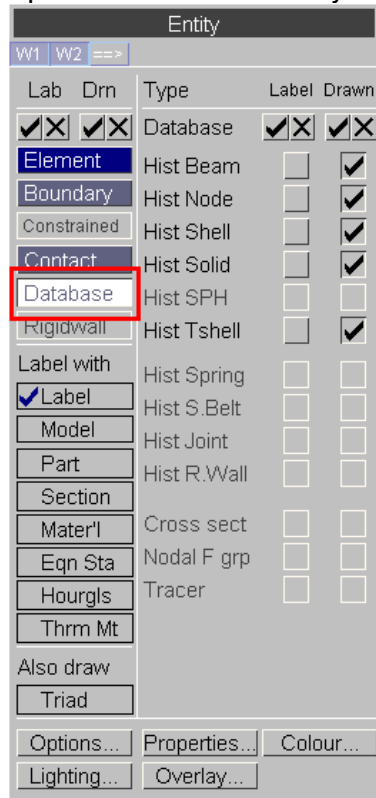 Entity
W1 W2 ==>
Lab Drn Type Label Drawn
Database
Element Hist Beam
Boundary Hist Node
Constrained Hist Shell
Contact Hist Solid
Database Hist SPH
Rigidwall Hist Tshell
Label with Hist Spring
Label Hist S.Belt
Model Hist Joint
Part Hist R.Wall
Section
Mater'l Cross sect
Eqn Sta Nodal F grp
Hourgls Tracer
Thrm Mt
Also draw
Triad
Options... Properties... Colour...
Lighting... Overlay...